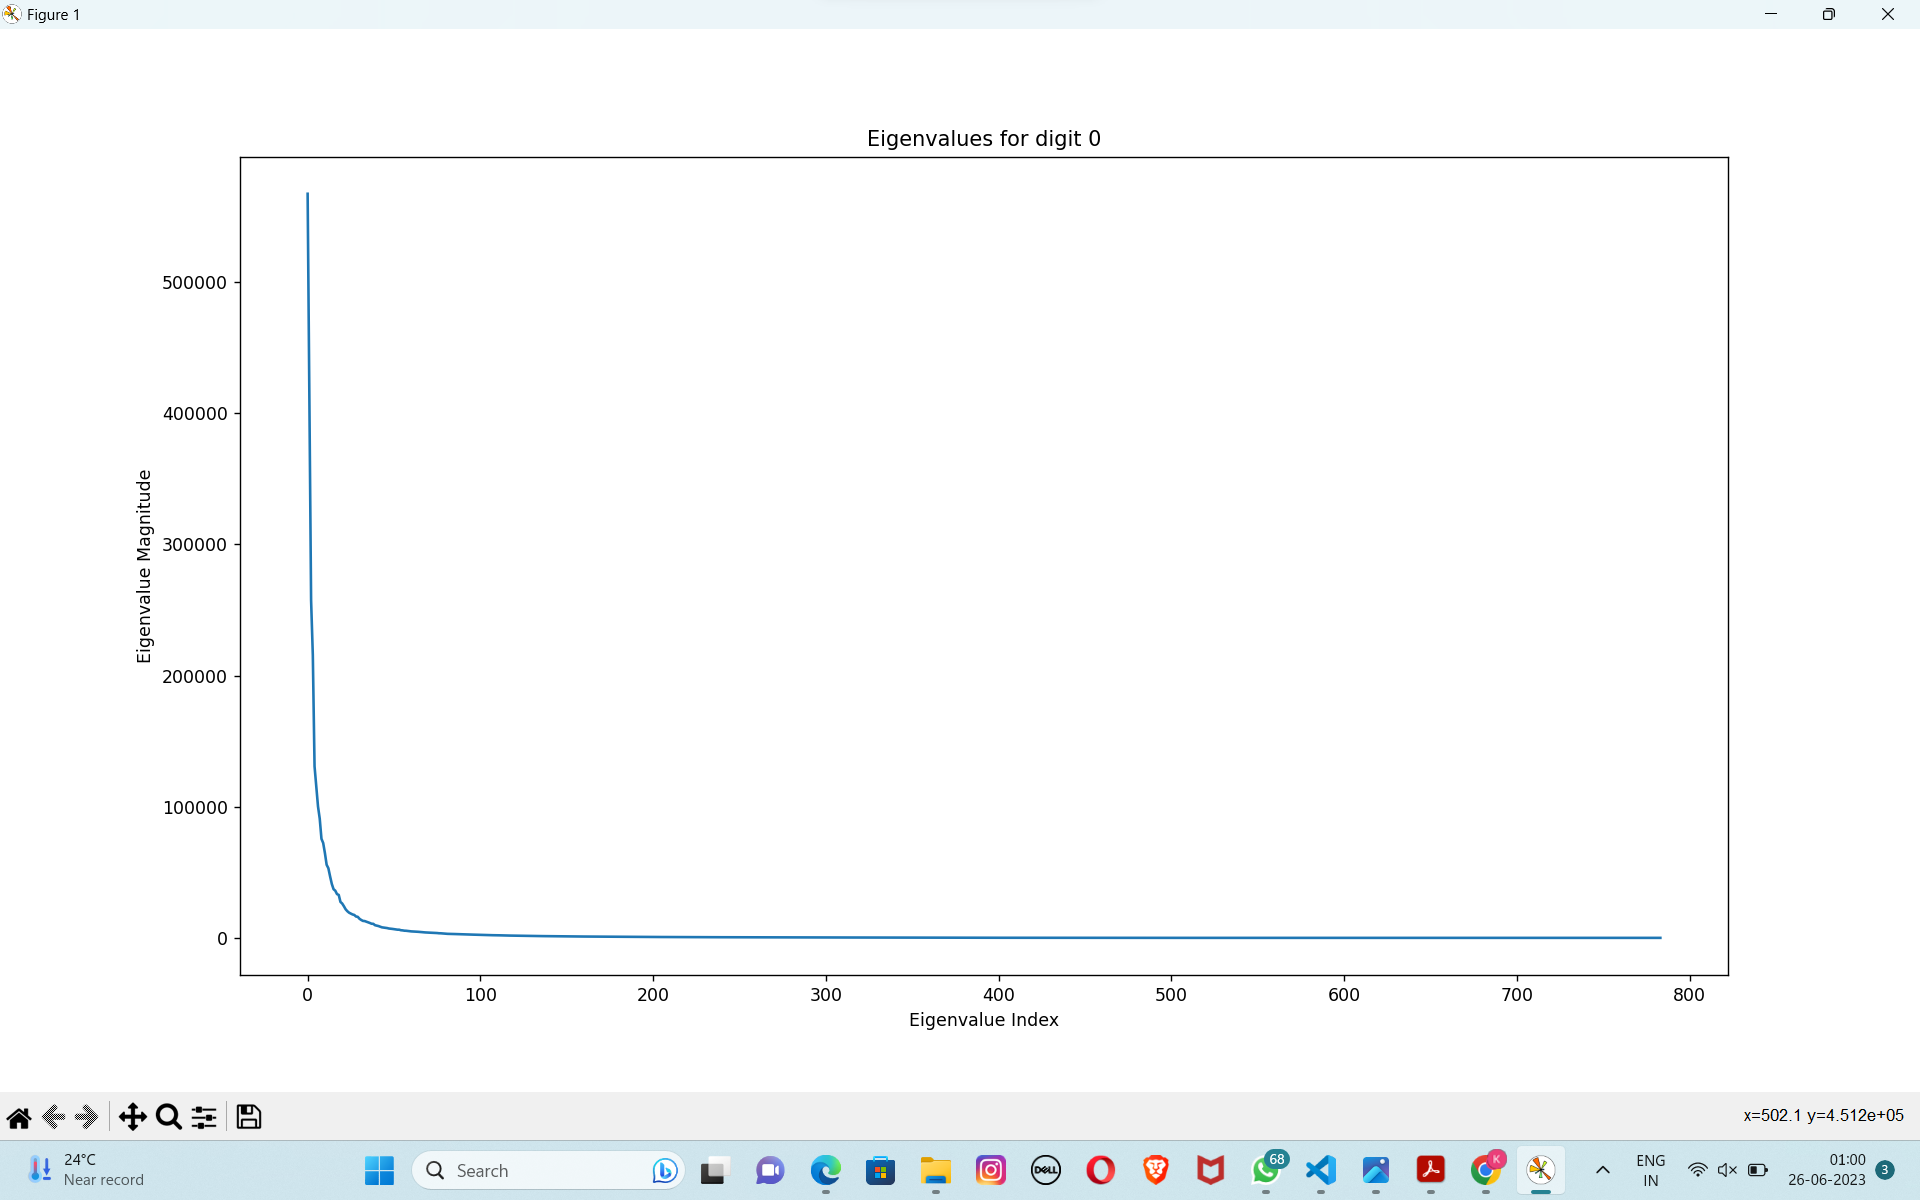 Figure 1
Eigenvalues for digit 0
500000
400000
300000
200000
100000
0
Eigenvalue Magnitude
0 100 200 300 400 500 600 700 800
Eigenvalue Index
x=502.1 y=4.512e+05
24°C
Near record
Search
DELL
68
K
ENG
IN
01:00
26-06-2023
3